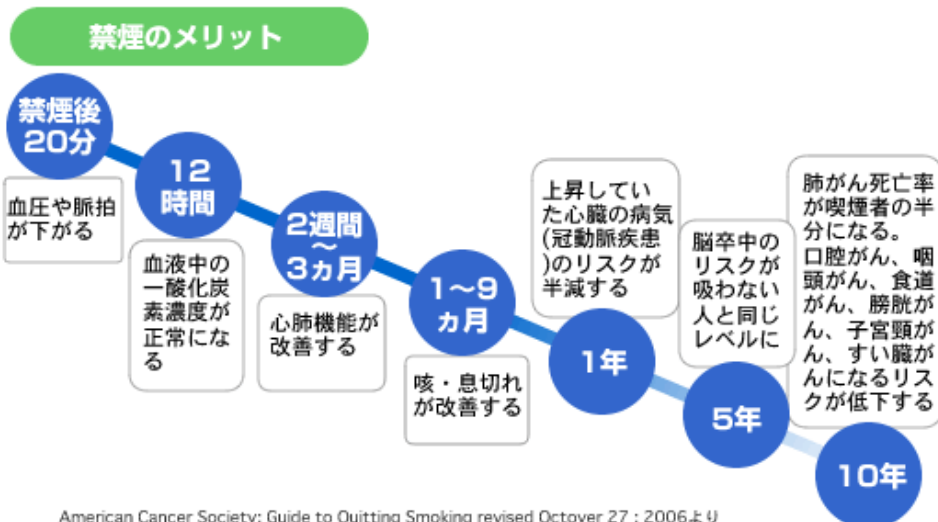 禁煙のメリット
禁煙後
20分
血圧や脈拍
が下がる
12
時間
血液中の
一酸化炭
素濃度が
正常にな
る
2週間
～
3ヵ月
心肺機能が
改善する
1～9
ヵ月
咳・息切れ
が改善する
上昇してい
た心臓の病気
(冠動脈疾患
)のリスクが
半減する
1年
脳卒中の
リスクが
吸わない
人と同じ
レベルに
5年
肺がん死亡率
が喫煙者の半
分になる。
口腔がん、咽
頭がん、食道
がん、膀胱が
ん、子宮頸が
ん、すい臓が
んになるリス
クが低下する
10年
American Cancer Society: Guide to Quitting Smoking revised Octover 27 : 2006より